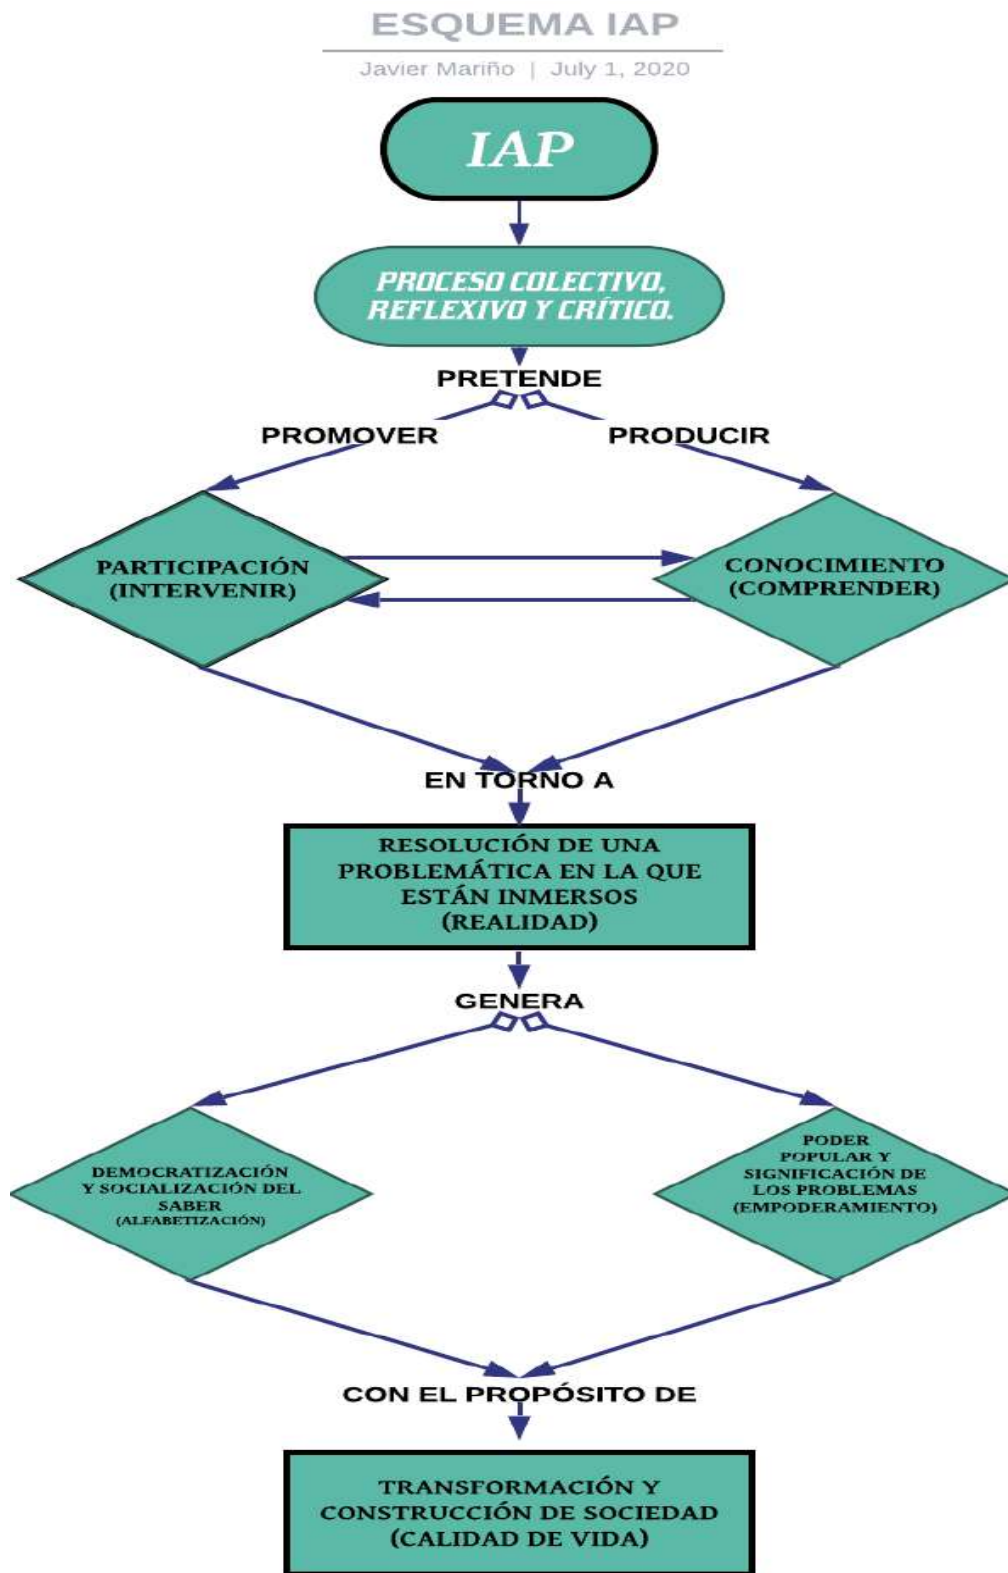 ESQUEMA IAP
Javier Mariño | July 1, 2020
IAP
PROCESO COLECTIVO,
REFLEXIVO Y CRÍTICO.
PRETENDE
PROMOVER
PRODUCIR
PARTICIPACIÓN
(INTERVENIR)
CONOCIMIENTO
(COMPRENDER)
EN TORNO A
RESOLUCIÓN DE UNA
PROBLEMÁTICA EN LA QUE
ESTÁN INMERSOS
(REALIDAD)
GENERA
DEMOCRATIZACIÓN
Y SOCIALIZACIÓN DEL
SABER
(ALFABETIZACIÓN)
PODER
POPULAR Y
SIGNIFICACIÓN DE
LOS PROBLEMAS
(EMPODERAMIENTO)
CON EL PROPÓSITO DE
TRANSFORMACIÓN Y
CONSTRUCCIÓN DE SOCIEDAD
(CALIDAD DE VIDA)